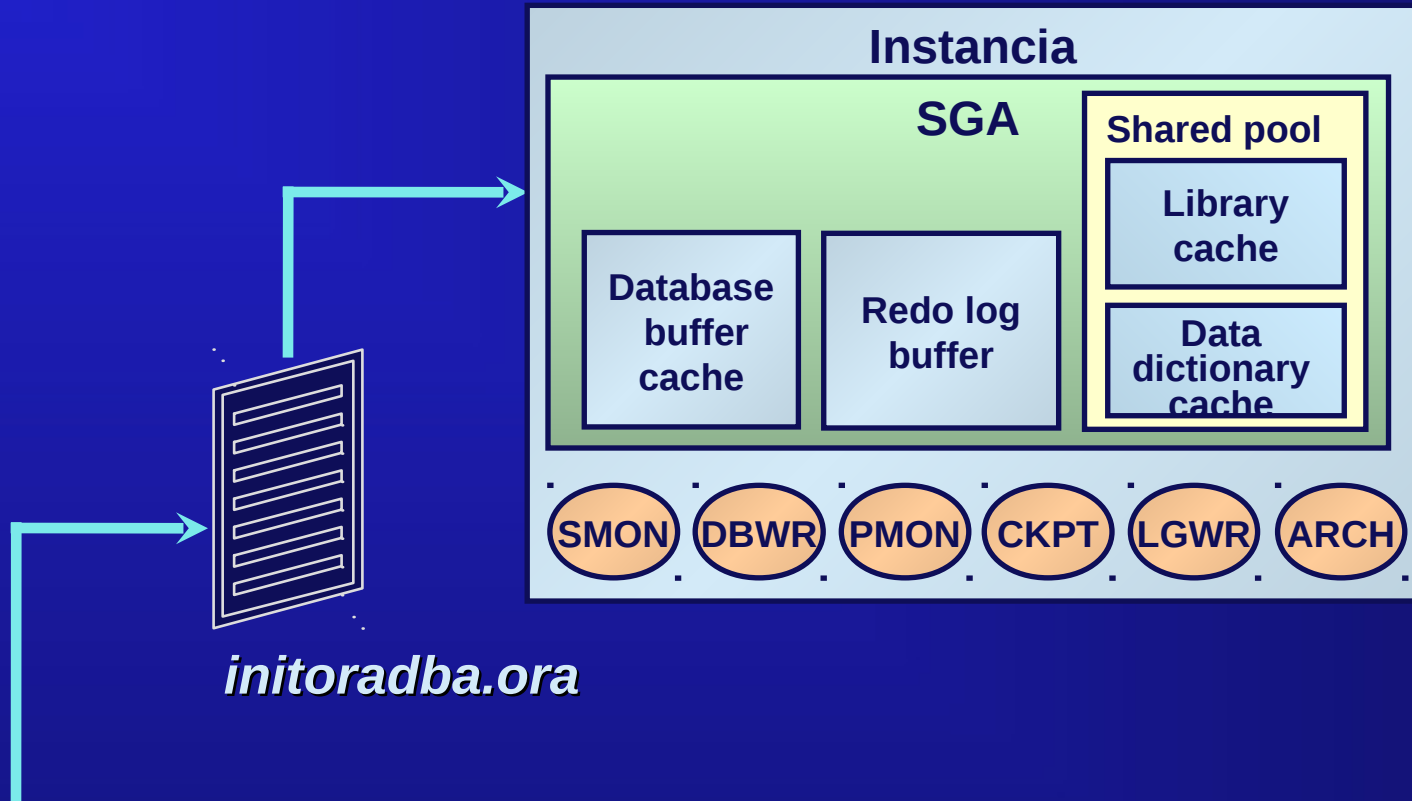 Instancia
SGA
Shared pool
Library
cache
Database
buffer
cache
Redo log
buffer
Data
dictionary
cache
SMON
DBWR
PMON
CKPT
LGWR
ARCH
initoradba.ora